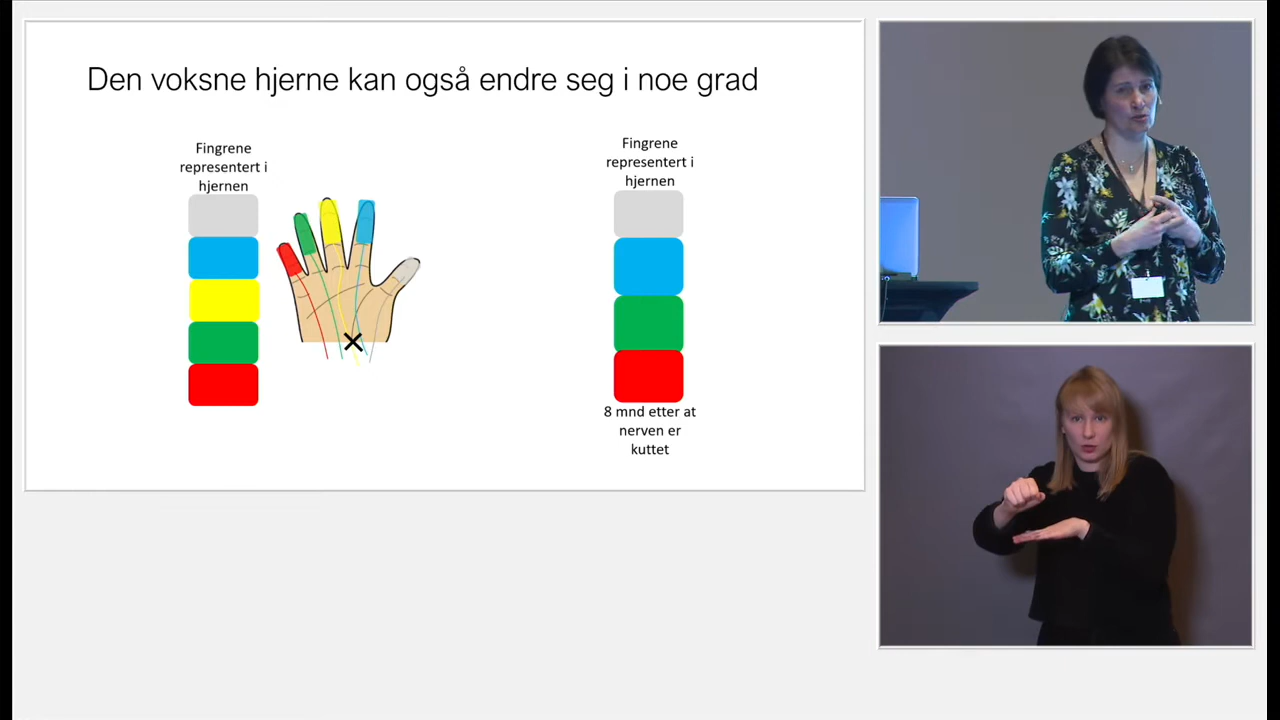 Den voksne hjerne kan også endre seg i noe grad
Fingrene
representert i
hjernen
Fingrene
representert i
hjernen
8 mnd etter at
nerven er
kuttet